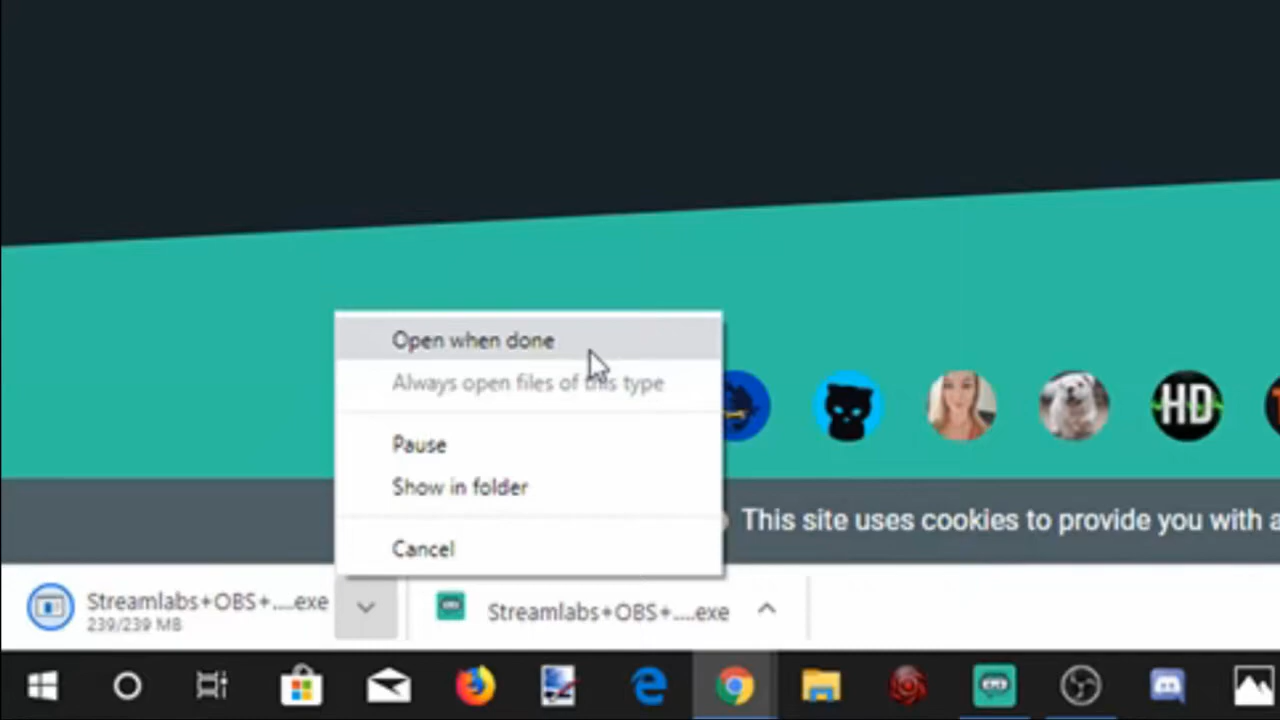 Open when done
Always open files of this type
Pause
Show in folder
Cancel
HD
This site uses cookies to provide you with a
Streamlabs+OBS+....exe
239/239 MB
Streamlabs+OBS+....exe